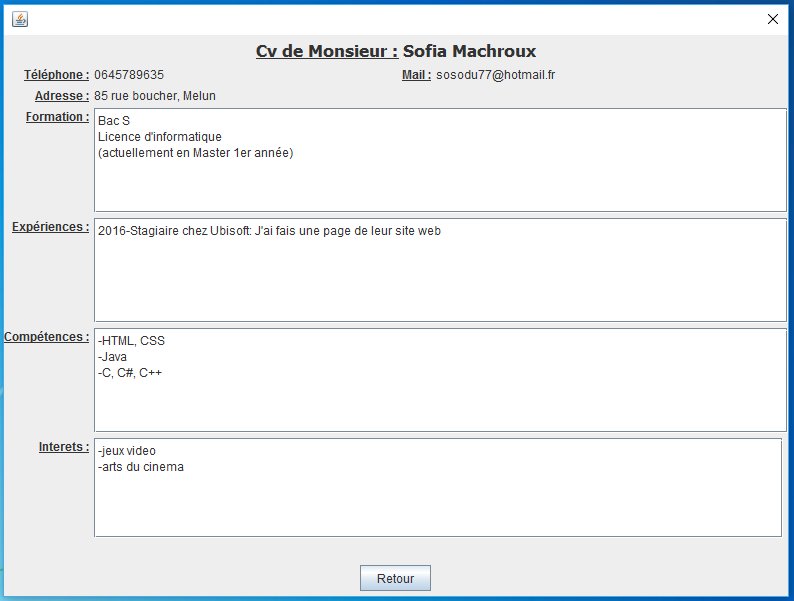 Cv de Monsieur : Sofia Machroux
Téléphone : 0645789635 Mail : sosodu77@hotmail.fr
Adresse : 85 rue boucher, Melun
Formation :
Bac S
Licence d'informatique
(actuellement en Master 1er année)
Expériences :
2016-Stagiaire chez Ubisoft: J'ai fais une page de leur site web
Compétences :
-HTML, CSS
-Java
-C, C#, C++
Interets :
-jeux video
-arts du cinema
Retour